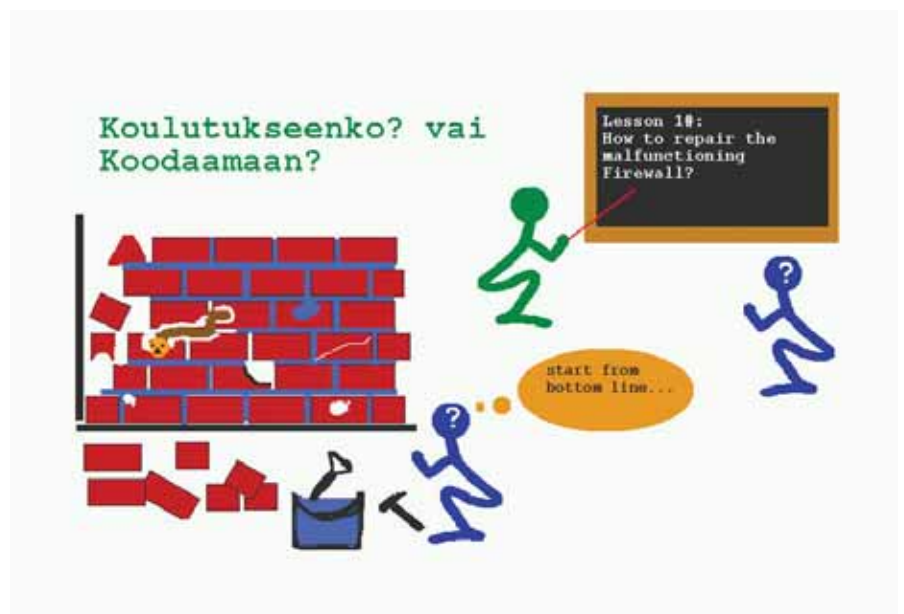 Koulutukseenko? vai
Koodaamaan?
Lesson 1#:
How to repair the
malfunctioning
Firewall?
?
start from
bottom line...
?